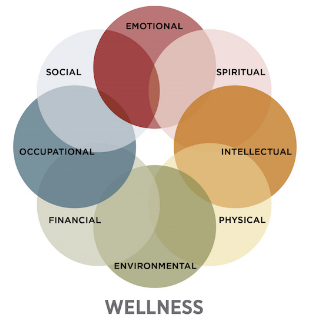 EMOTIONAL
SOCIAL
SPIRITUAL
OCCUPATIONAL
INTELLECTUAL
FINANCIAL
PHYSICAL
ENVIRONMENTAL
WELLNESS